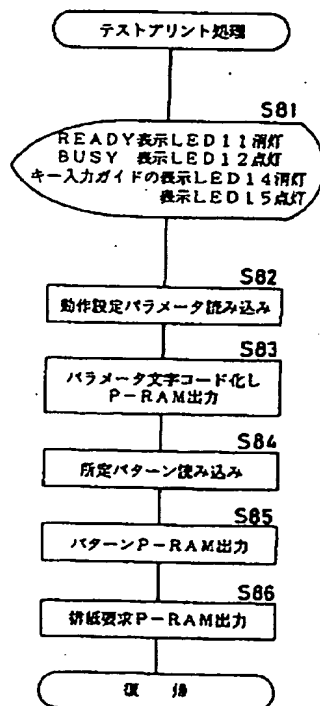 テストプリント処理
S81
READY表示LED11消灯
BUSY 表示LED12点灯
キー入力ガイドの表示LED14消灯
表示LED15点灯
S82
動作設定パラメータ読み込み
S83
パラメータ文字コード化し
P-RAM出力
S84
所定パターン読み込み
S85
パターンP-RAM出力
S86
排紙要求P-RAM出力
復 帰